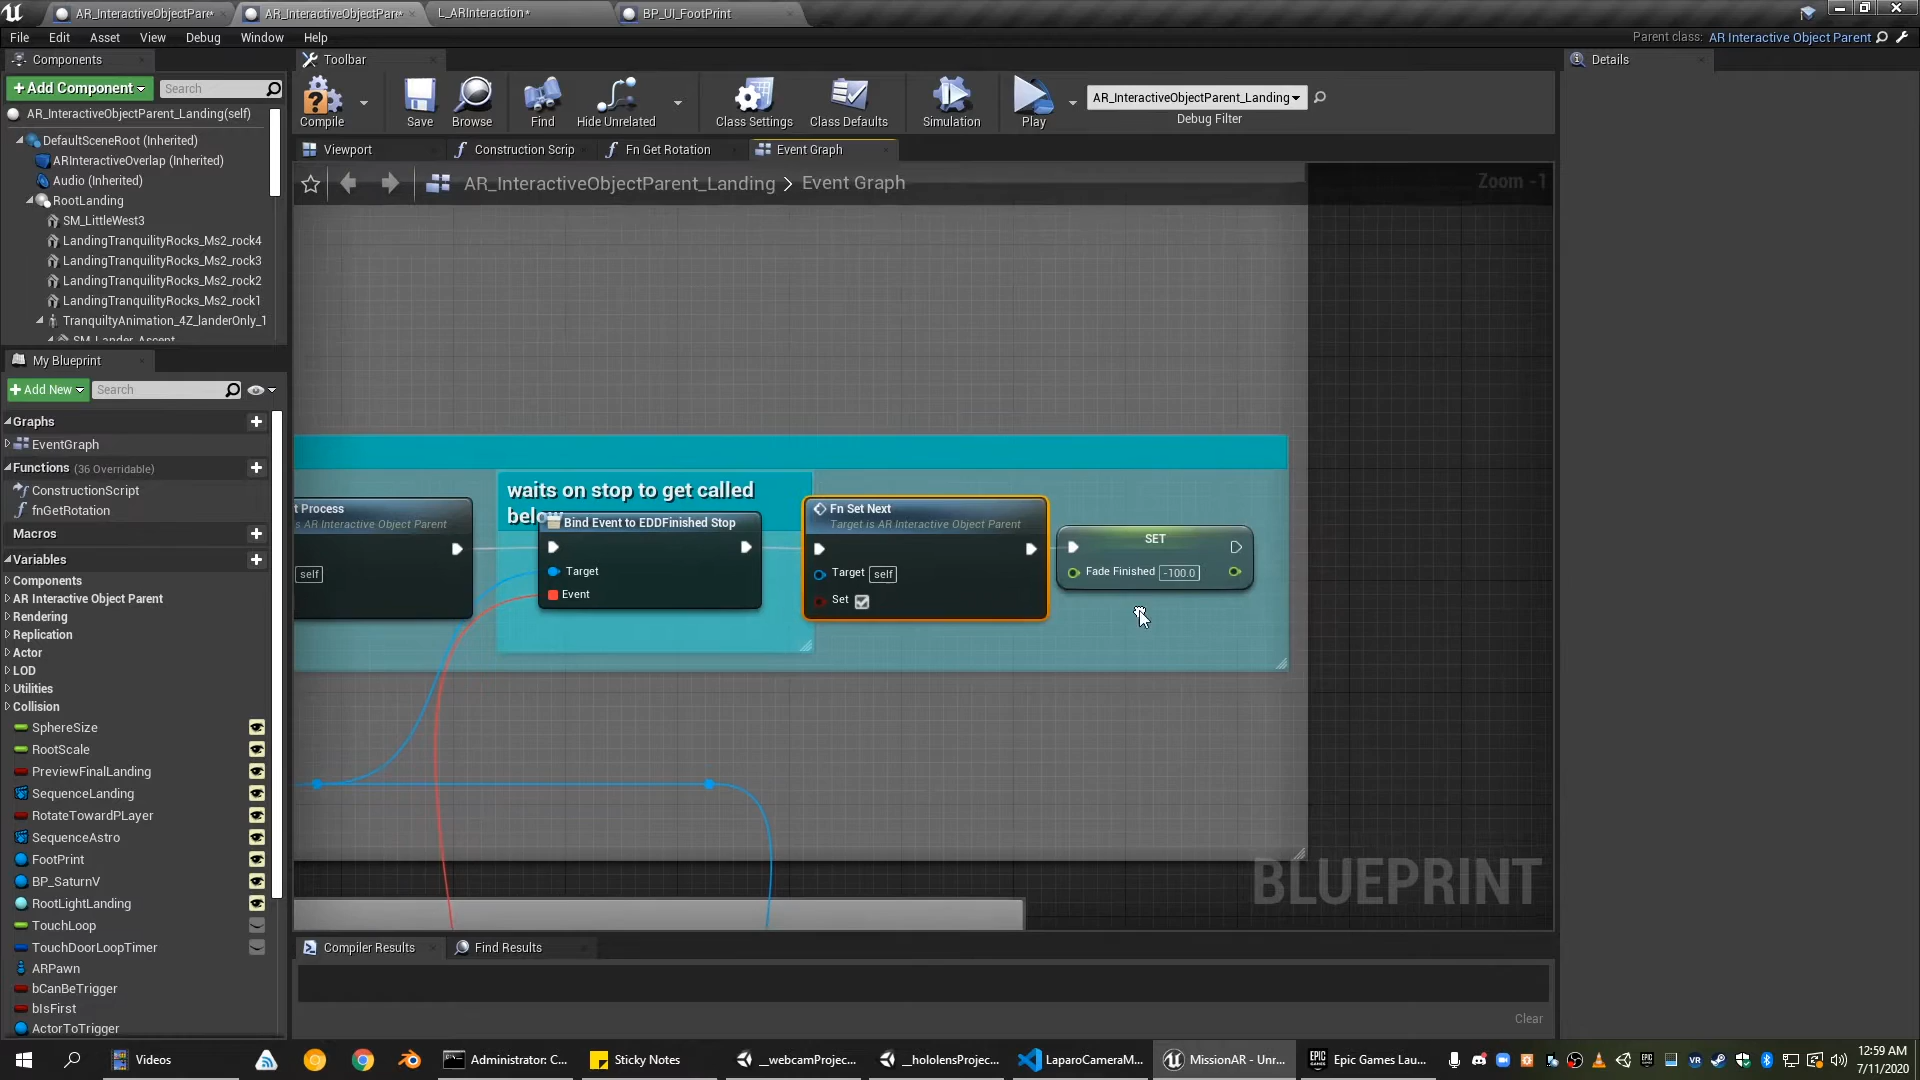 AR_InteractiveObjectPare*
AR_InteractiveObjectPare*
L_ARInteraction*
BP_UI_FootPrint
File Edit Asset View Debug Window Help
Parent class: AR Interactive Object Parent
Components
Toolbar
Details
+Add Component
Search
Compile
Save
Browse
Find
Hide Unrelated
Class Settings
Class Defaults
Simulation
Play
AR_InteractiveObjectParent_Landing
Debug Filter
AR_InteractiveObjectParent_Landing(self)
DefaultSceneRoot (Inherited)
ARInteractiveOverlap (Inherited)
Audio (Inherited)
RootLanding
SM_LittleWest3
LandingTranquilityRocks_Ms2_rock4
LandingTranquilityRocks_Ms2_rock3
LandingTranquilityRocks_Ms2_rock2
LandingTranquilityRocks_Ms2_rock1
TranquiltyAnimation_4Z_landerOnly_1
SM_Lander_Ascent
Viewport
Construction Scrip
Fn Get Rotation
Event Graph
AR_InteractiveObjectParent_Landing > Event Graph
Zoom -1
My Blueprint
+Add New
Search
Graphs
EventGraph
Functions (36 Overridable)
ConstructionScript
fnGetRotation
Macros
Variables
Components
AR Interactive Object Parent
Rendering
Replication
Actor
LOD
Utilities
Collision
SphereSize
RootScale
PreviewFinalLanding
SequenceLanding
RotateTowardPLayer
SequenceAstro
FootPrint
BP_SaturnV
RootLightLanding
TouchLoop
TouchDoorLoopTimer
ARPawn
bCanBeTrigger
bIsFirst
ActorToTrigger
t Process
s AR Interactive Object Parent
self
waits on stop to get called
below
Bind Event to EDDFinished Stop
Target
Event
Fn Set Next
Target is AR Interactive Object Parent
Target self
Set
SET
Fade Finished -100.0
BLUEPRINT
Compiler Results
Find Results
Clear
Videos
Administrator: C...
Sticky Notes
__webcamProjec...
__hololensProjec...
LaparoCameraM...
MissionAR - Unr...
Epic Games Lau...
12:59 AM
7/11/2020